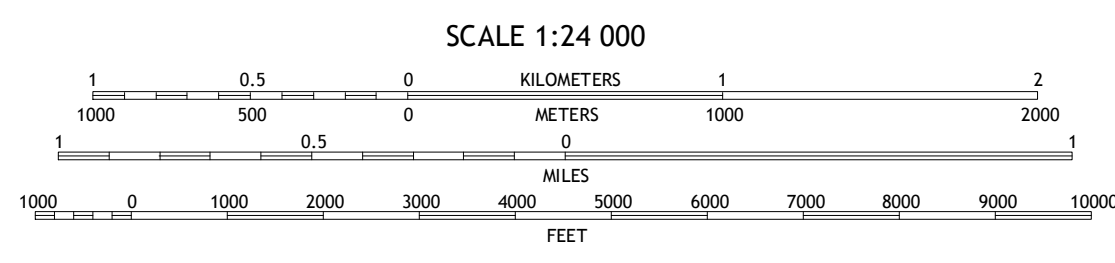 SCALE 1:24 000
1 0.5 0 KILOMETERS 1 2
1000 500 0 METERS 1000 2000
1 0.5 0 1
MILES
1000 0 1000 2000 3000 4000 5000 6000 7000 8000 9000 10000
FEET